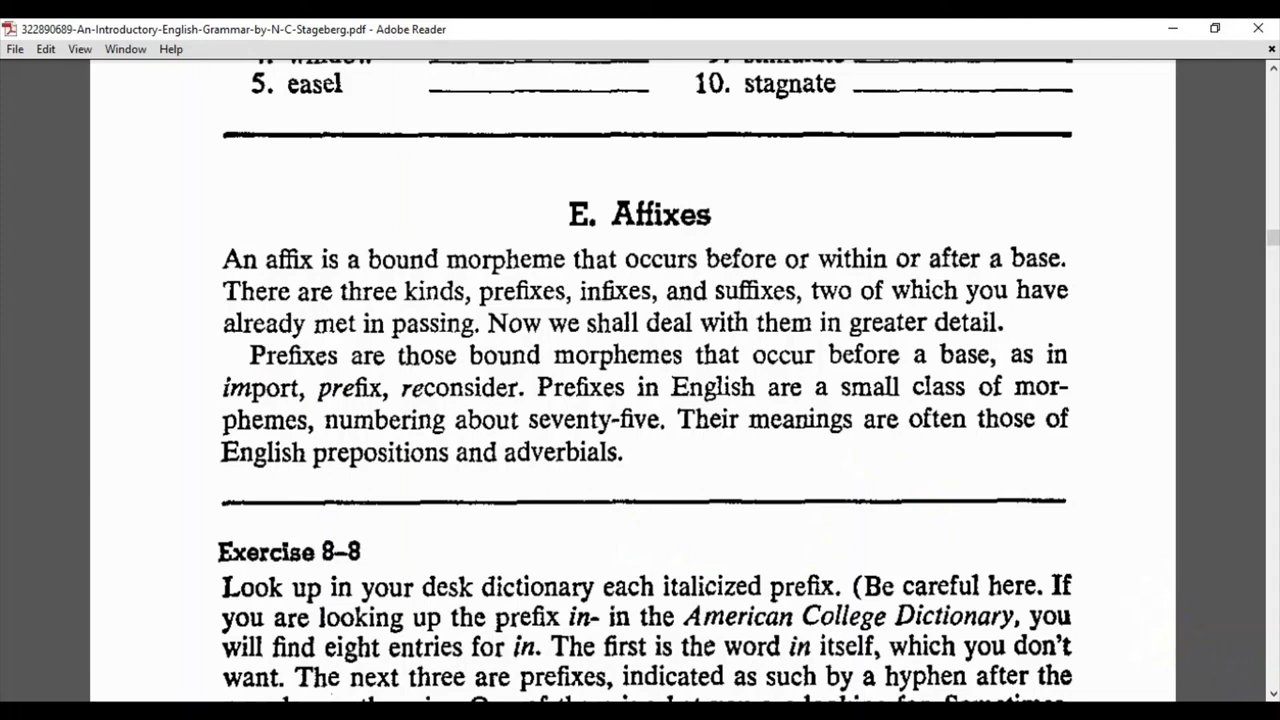 322890689-An-Introductory-English-Grammar-by-N-C-Stageberg.pdf - Adobe Reader
File Edit View Window Help
5. easel 10. stagnate
E. Affixes
An affix is a bound morpheme that occurs before or within or after a base.
There are three kinds, prefixes, infixes, and suffixes, two of which you have
already met in passing. Now we shall deal with them in greater detail.
Prefixes are those bound morphemes that occur before a base, as in
import, prefix, reconsider. Prefixes in English are a small class of mor-
phemes, numbering about seventy-five. Their meanings are often those of
English prepositions and adverbials.
Exercise 8–8
Look up in your desk dictionary each italicized prefix. (Be careful here. If
you are looking up the prefix in- in the American College Dictionary, you
will find eight entries for in. The first is the word in itself, which you don't
want. The next three are prefixes, indicated as such by a hyphen after the